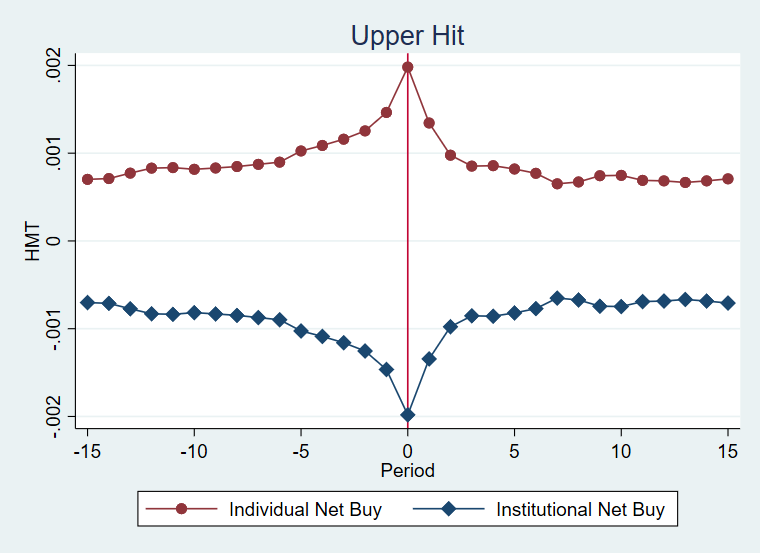 Upper Hit
HMT
.002
.001
0
-.001
-.002
-15 -10 -5 0 5 10 15
Period
Individual Net Buy Institutional Net Buy